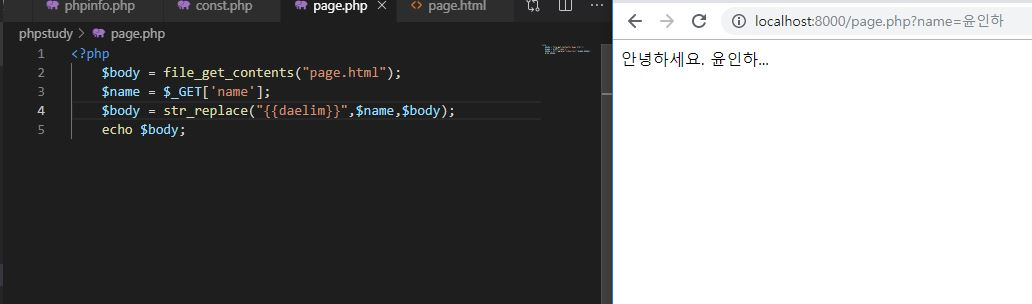 phpinfo.php const.php page.php page.html
phpstudy > page.php
1 <?php
2 $body = file_get_contents("page.html");
3 $name = $_GET['name'];
4 $body = str_replace("{{daelim}}",$name,$body);
5 echo $body;
localhost:8000/page.php?name=윤인하
안녕하세요. 윤인하...